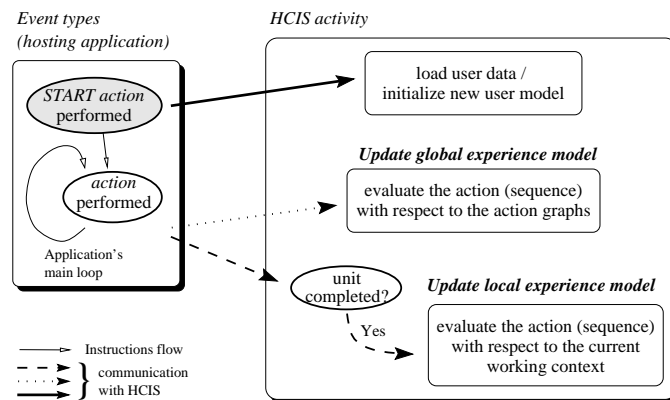 Event types
(hosting application)
HCIS activity
START action
performed
action
performed
Application's
main loop
load user data /
initialize new user model
Update global experience model
evaluate the action (sequence)
with respect to the action graphs
unit
completed?
Yes
Update local experience model
evaluate the action (sequence)
with respect to the current
working context
Instructions flow
communication
with HCIS